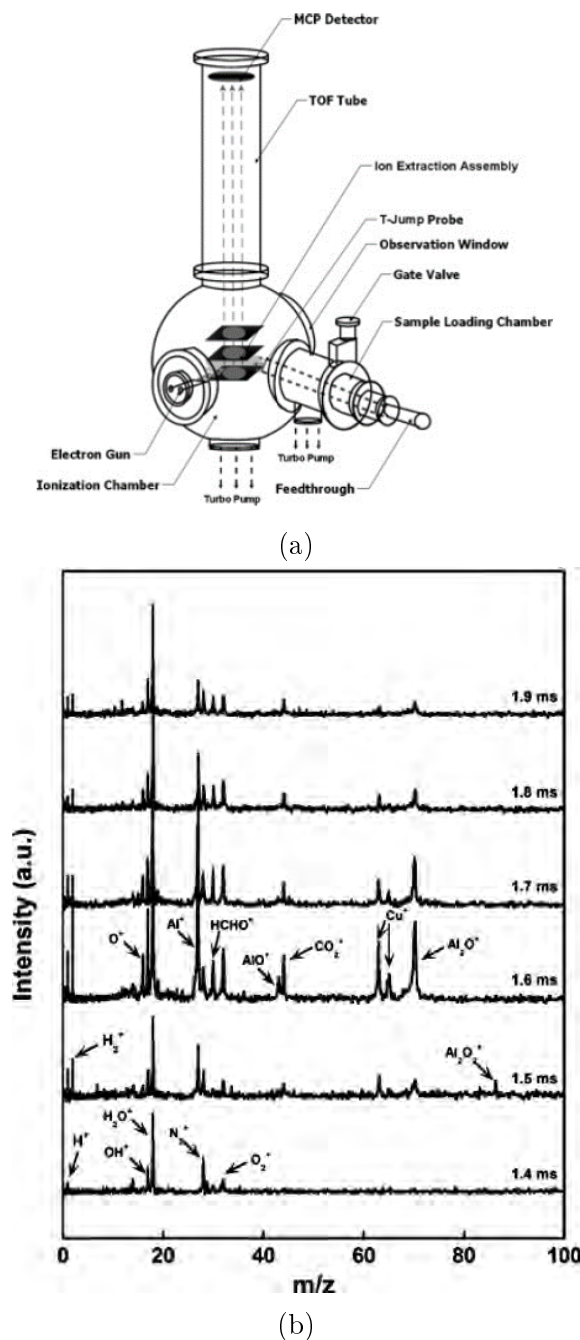 MCP Detector
TOF Tube
Ion Extraction Assembly
T-Jump Probe
Observation Window
Gate Valve
Sample Loading Chamber
Electron Gun
Ionization Chamber
Turbo Pump
Turbo Pump
Feedthrough
(a)
1.9 ms
1.8 ms
1.7 ms
O⁺
Al⁺
HCHO⁺
AlO⁺
CO₂⁺
Cu⁺
Al₂O⁺
1.6 ms
H₂⁺
Al₂O₂⁺
1.5 ms
H⁺
H₂O⁺
OH⁺
N₂⁺
O₂⁺
1.4 ms
Intensity (a.u.)
0 20 40 60 80 100
m/z
(b)